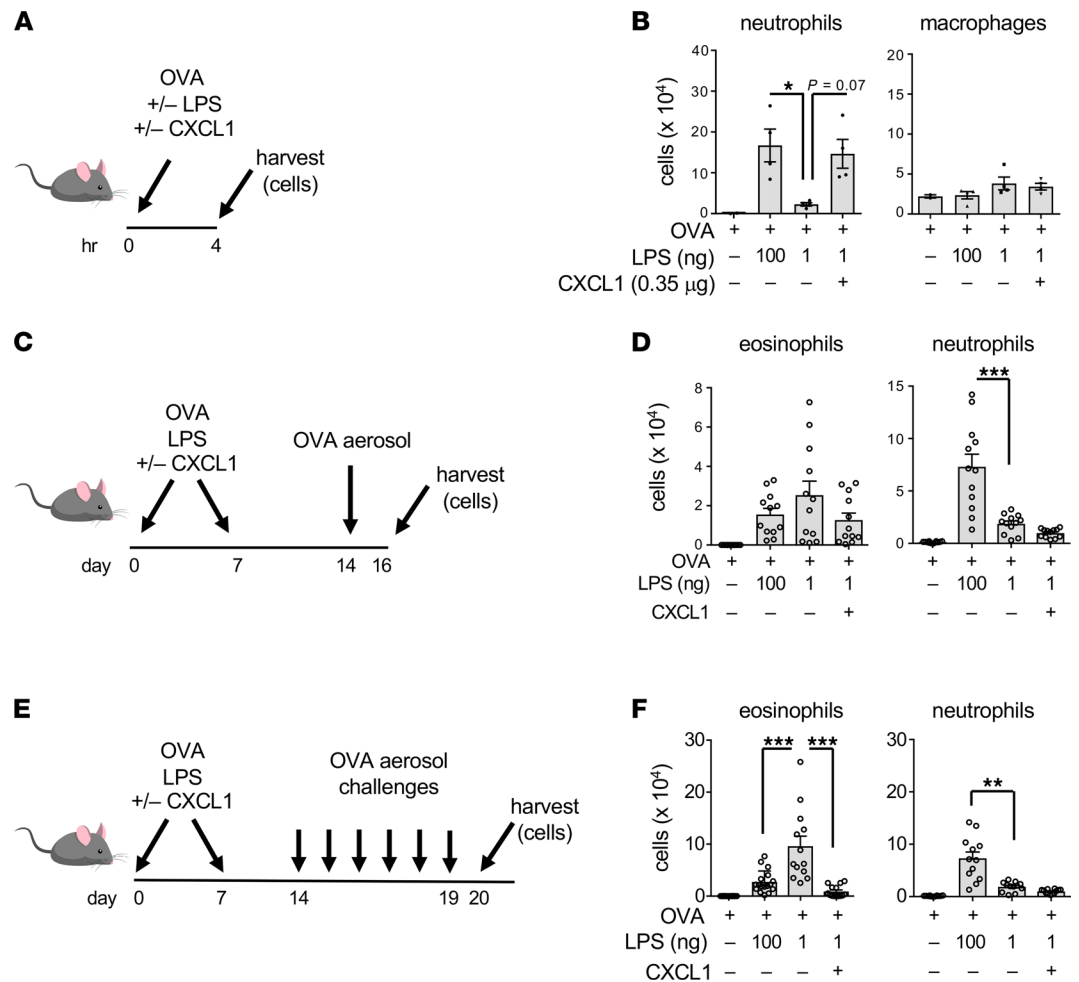 A
OVA
+/– LPS
+/– CXCL1
harvest
(cells)
hr 0 4
B
neutrophils macrophages
cells (x 10⁴)
40
30
20
10
0
* P = 0.07
20
15
10
5
0
OVA + + + + + + + +
LPS (ng) – 100 1 1 – 100 1 1
CXCL1 (0.35 µg) – – – + – – – +
C
OVA
LPS
+/– CXCL1
OVA aerosol
harvest
(cells)
day 0 7 14 16
D
eosinophils neutrophils
cells (x 10⁴)
8
6
4
2
0
***
15
10
5
0
OVA + + + + + + + +
LPS (ng) – 100 1 1 – 100 1 1
CXCL1 – – – + – – – +
E
OVA
LPS
+/– CXCL1
OVA aerosol
challenges
harvest
(cells)
day 0 7 14 19 20
F
eosinophils neutrophils
cells (x 10⁴)
30
20
10
0
*** ***
30
20
10
0
**
OVA + + + + + + + +
LPS (ng) – 100 1 1 – 100 1 1
CXCL1 – – – + – – – +